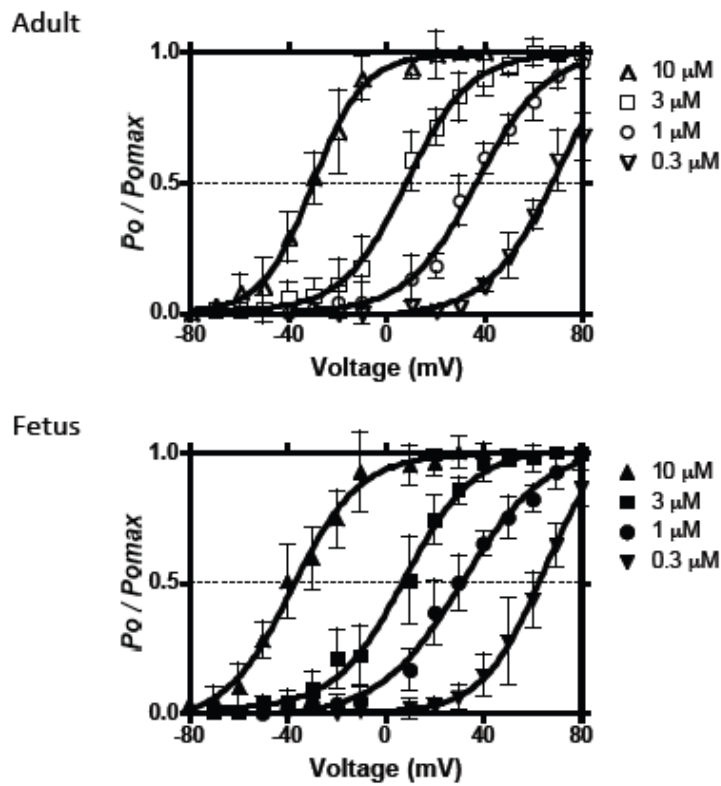 Adult
Po / Pomax
1.0
0.5
0.0
-80
-40
0
40
80
Voltage (mV)
10 μM
3 μM
1 μM
0.3 μM
Fetus
Po / Pomax
1.0
0.5
0.0
-80
-40
0
40
80
Voltage (mV)
10 μM
3 μM
1 μM
0.3 μM